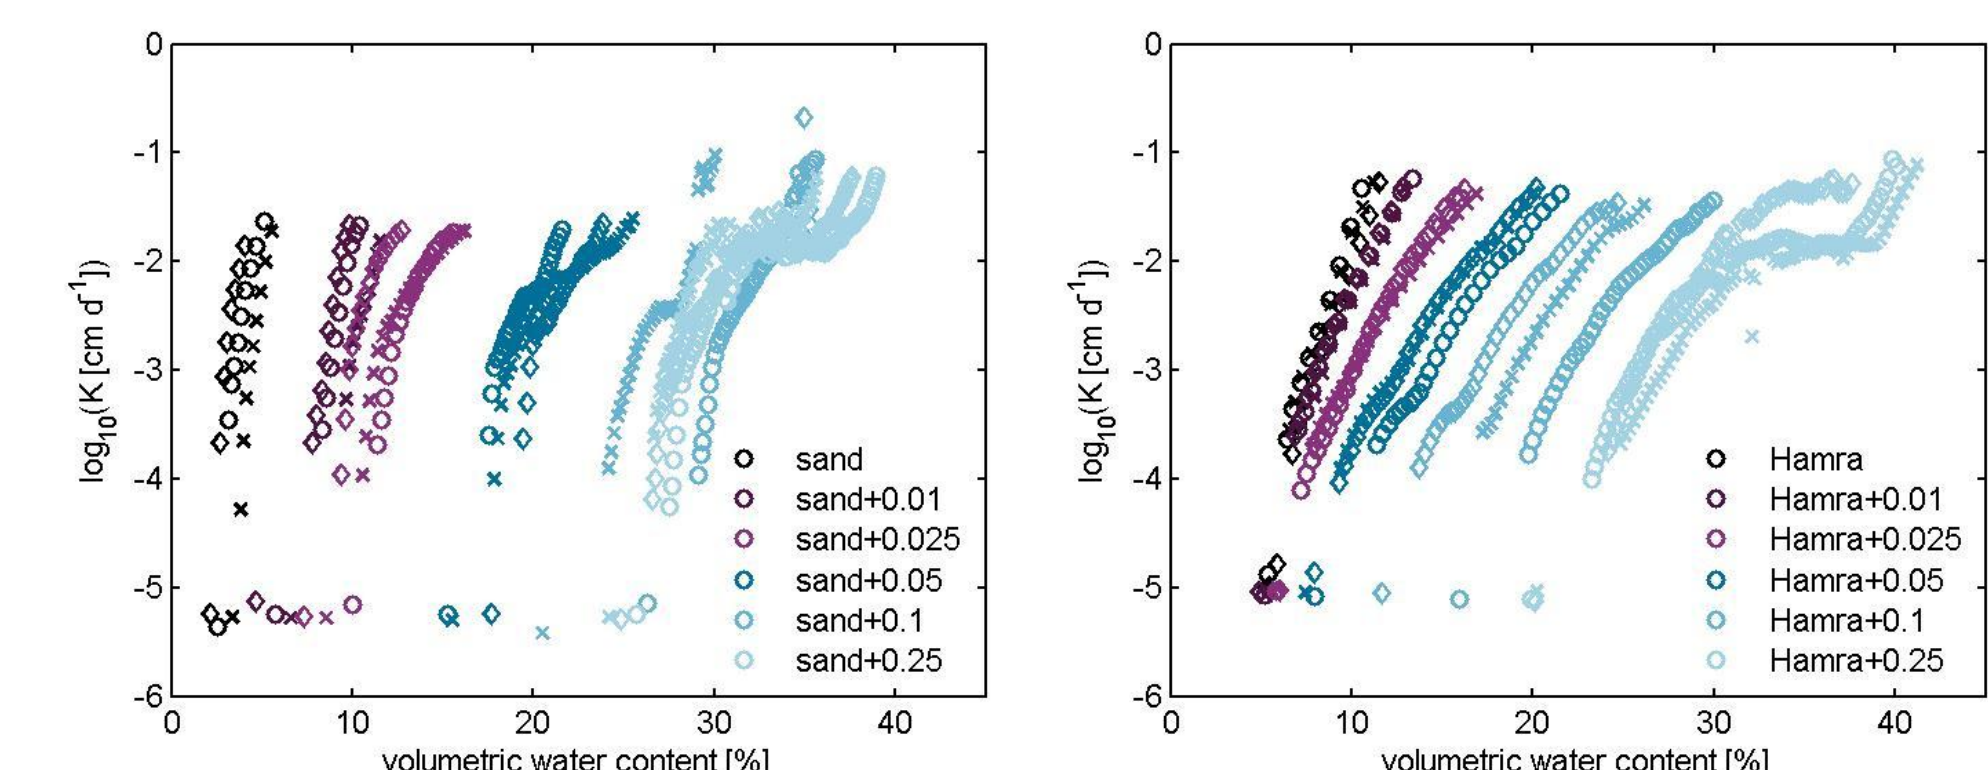 0
-1
-2
-3
-4
-5
-6
log10(K [cm d-1])
0 10 20 30 40
volumetric water content [%]
sand
sand+0.01
sand+0.025
sand+0.05
sand+0.1
sand+0.25
0
-1
-2
-3
-4
-5
-6
log10(K [cm d-1])
0 10 20 30 40
volumetric water content [%]
Hamra
Hamra+0.01
Hamra+0.025
Hamra+0.05
Hamra+0.1
Hamra+0.25